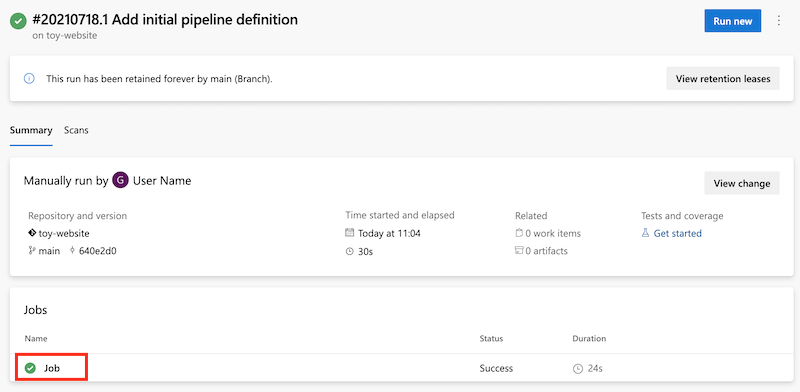 #20210718.1 Add initial pipeline definition
Run new
on toy-website
This run has been retained forever by main (Branch).
View retention leases
Summary Scans
Manually run by G User Name
View change
Repository and version
toy-website
main 640e2d0
Time started and elapsed
Today at 11:04
30s
Related
0 work items
0 artifacts
Tests and coverage
Get started
Jobs
Name Status Duration
Job Success 24s